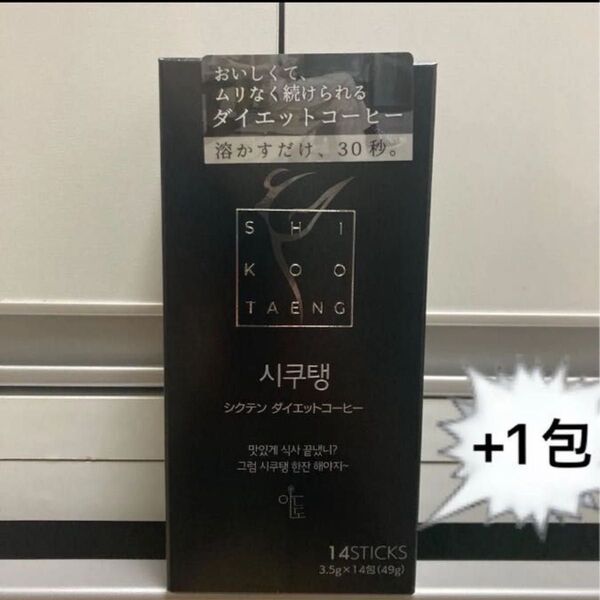 おいしくて、
ムリなく続けられる
ダイエットコーヒー
溶かすだけ、30秒。
SHI
KOO
TAENG
시쿠탱
シクテン ダイエットコーヒー
맛있게 식사 끝냈니?
그럼 시쿠탱 한잔 해야지~
14STICKS
3.5g×14包(49g)
+1包